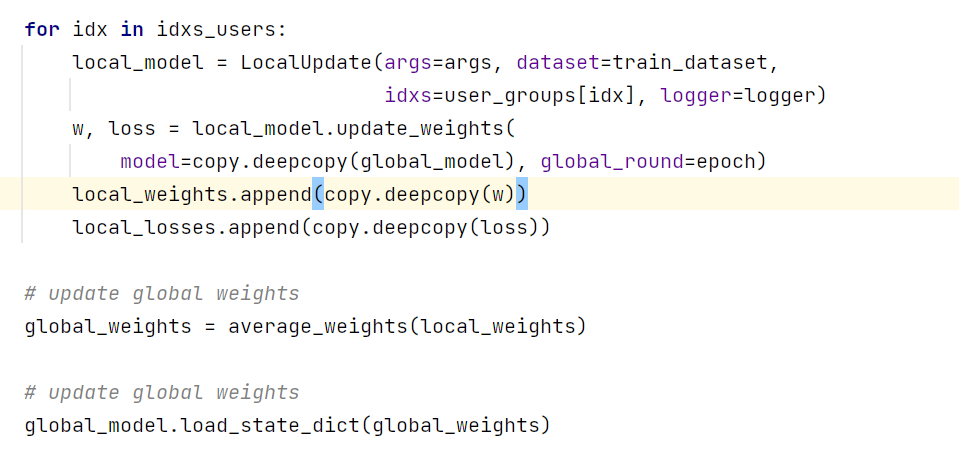 for idx in idxs_users:
    local_model = LocalUpdate(args=args, dataset=train_dataset,
                              idxs=user_groups[idx], logger=logger)
    w, loss = local_model.update_weights(
        model=copy.deepcopy(global_model), global_round=epoch)
    local_weights.append(copy.deepcopy(w))
    local_losses.append(copy.deepcopy(loss))

# update global weights
global_weights = average_weights(local_weights)

# update global weights
global_model.load_state_dict(global_weights)